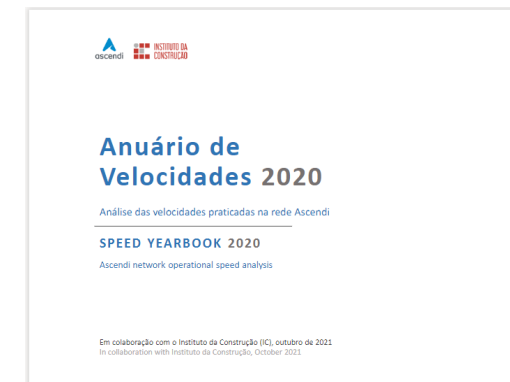 ascendi
INSTITUTO DA
CONSTRUÇÃO
Anuário de
Velocidades 2020
Análise das velocidades praticadas na rede Ascendi
SPEED YEARBOOK 2020
Ascendi network operational speed analysis
Em colaboração com o Instituto da Construção (IC), outubro de 2021
In collaboration with Instituto da Construção, October 2021